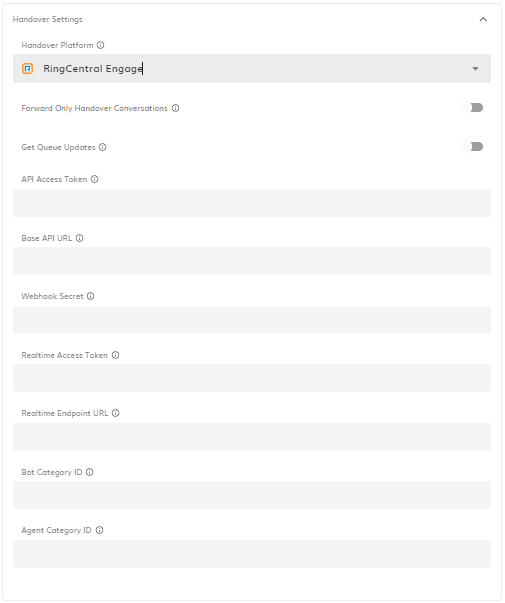 Handover Settings
Handover Platform
RingCentral Engage
Forward Only Handover Conversations
Get Queue Updates
API Access Token
Base API URL
Webhook Secret
Realtime Access Token
Realtime Endpoint URL
Bot Category ID
Agent Category ID